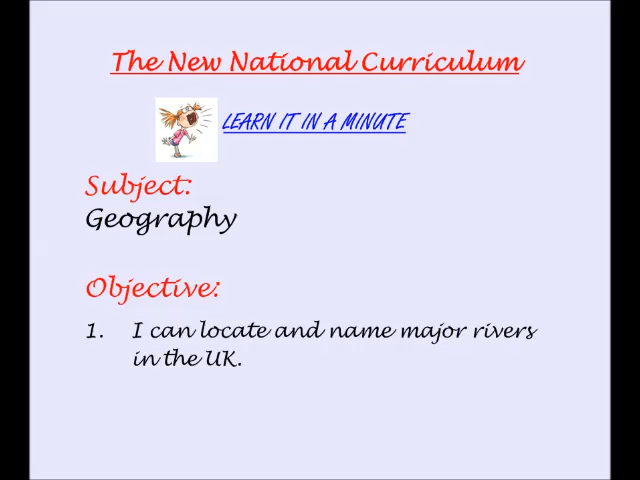 The New National Curriculum
LEARN IT IN A MINUTE
Subject:
Geography
Objective:
1. I can locate and name major rivers
in the UK.